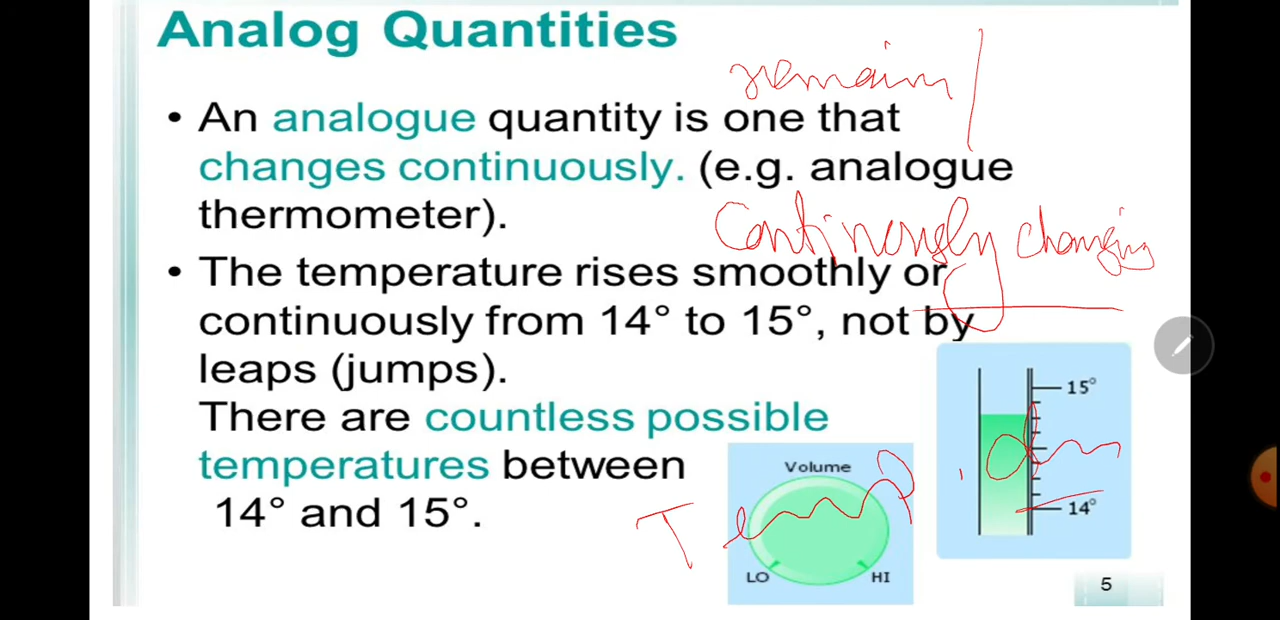 Analog Quantities
remain
• An analogue quantity is one that
changes continuously. (e.g. analogue
thermometer).
Continuously changing
• The temperature rises smoothly or
continuously from 14° to 15°, not by
leaps (jumps).
There are countless possible
temperatures between
14° and 15°.
15°
14°
Volume
LO
HI
Temp
5